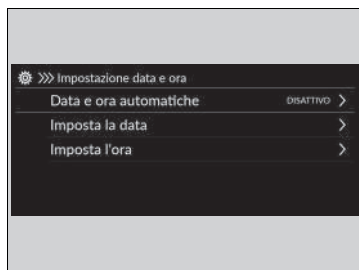 Impostazione data e ora
Data e ora automatiche DISATTIVO
Imposta la data
Imposta l'ora